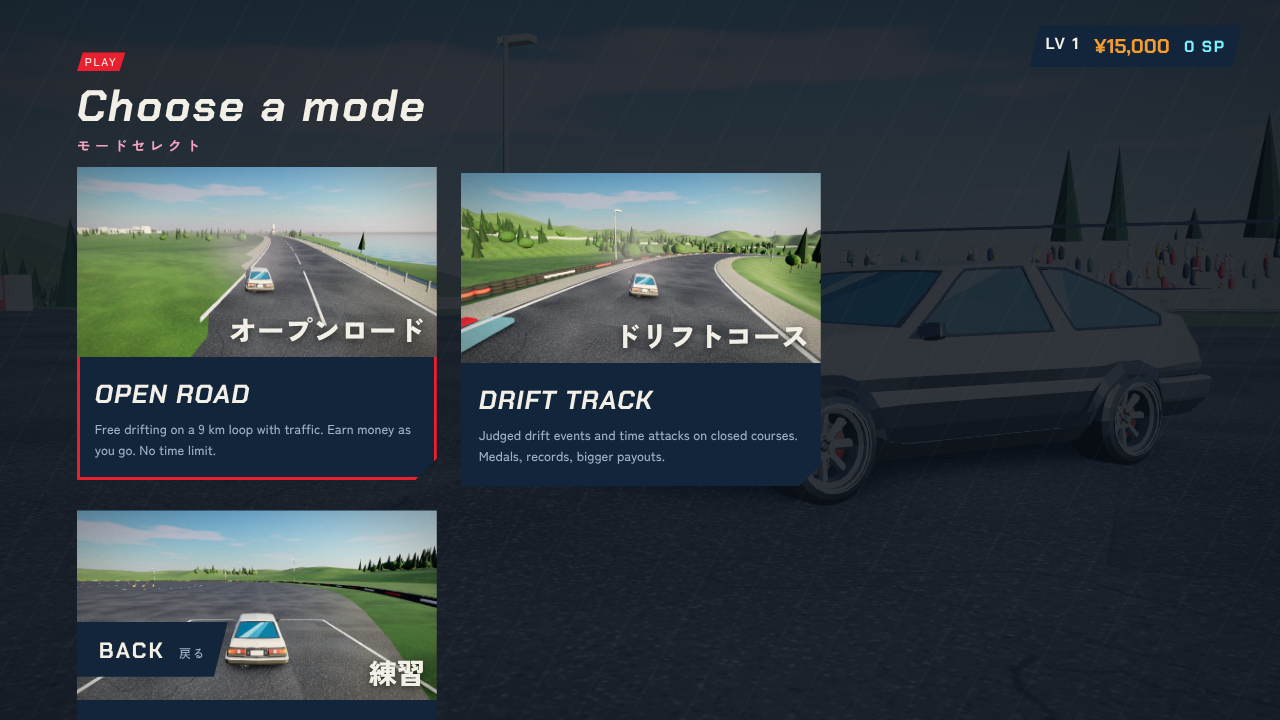 PLAY
LV 1 ¥15,000 0 SP
Choose a mode
モードセレクト
オープンロード
OPEN ROAD
Free drifting on a 9 km loop with traffic. Earn money as
you go. No time limit.
ドリフトコース
DRIFT TRACK
Judged drift events and time attacks on closed courses.
Medals, records, bigger payouts.
BACK 戻る
練習